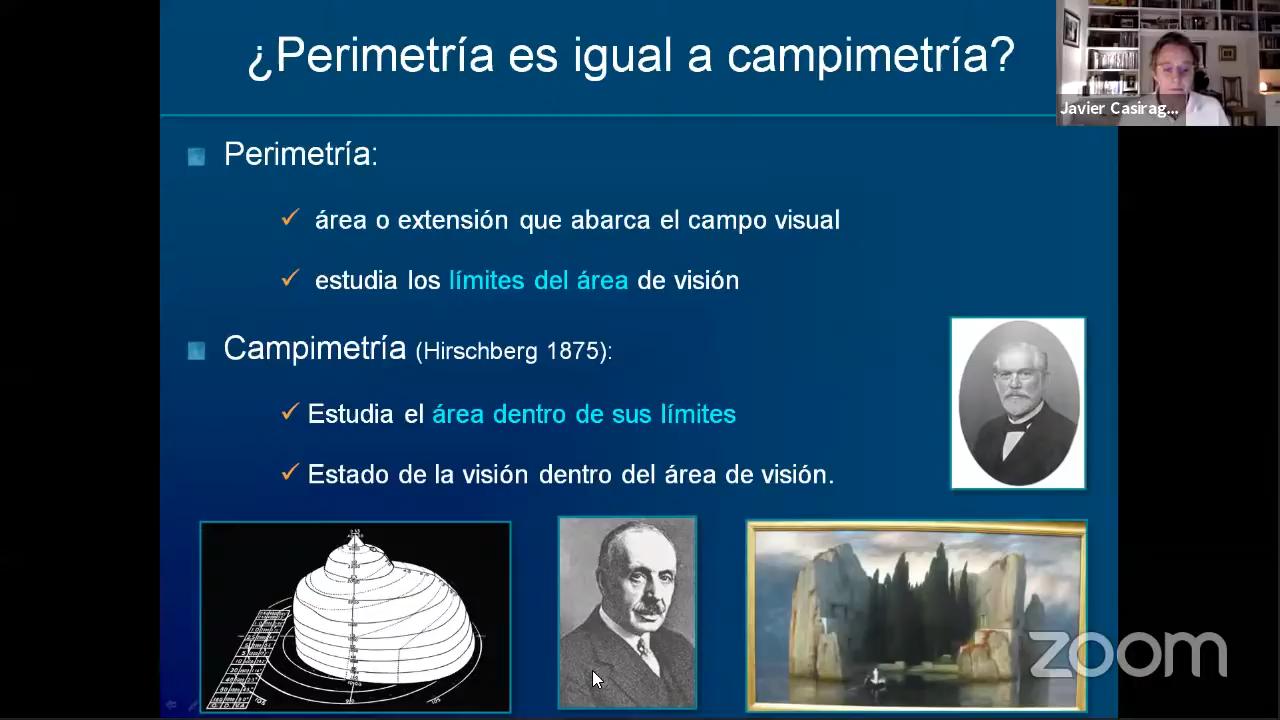 ¿Perimetría es igual a campimetría?
Javier Casirag...
Perimetría:
área o extensión que abarca el campo visual
estudia los límites del área de visión
Campimetría (Hirschberg 1875):
Estudia el área dentro de sus límites
Estado de la visión dentro del área de visión.
zoom